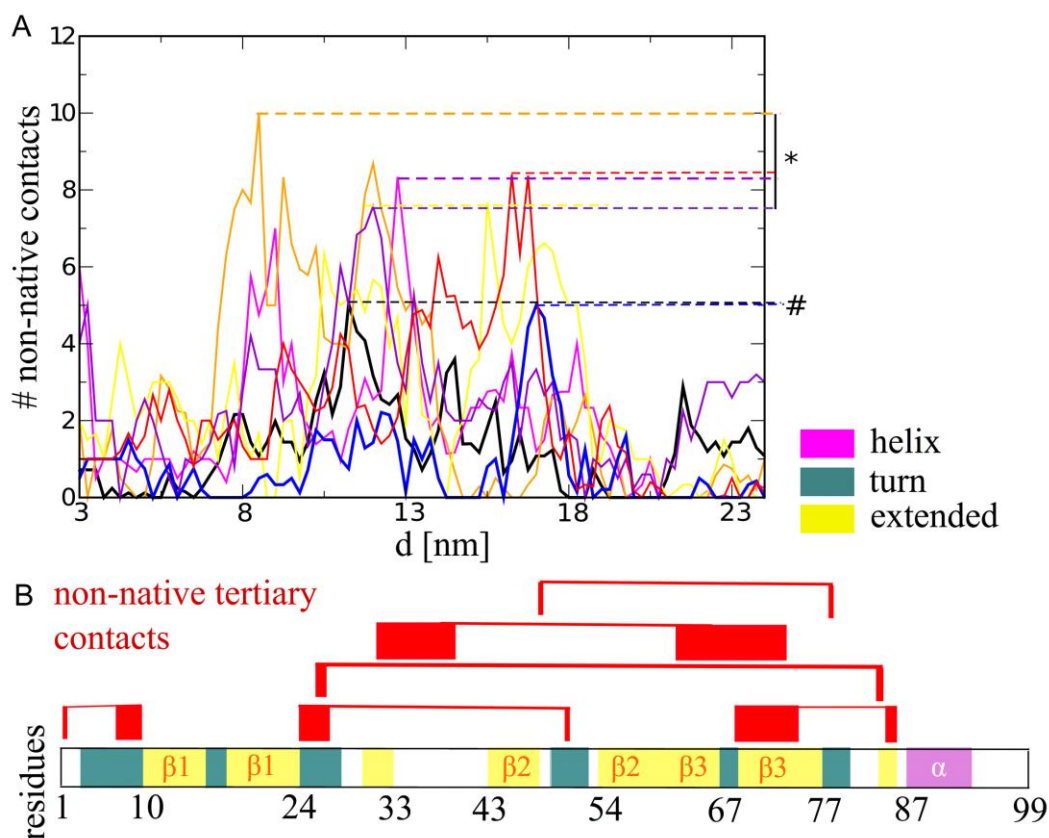 A
# non-native contacts
12
10
8
6
4
2
0
*
#
3 8 13 18 23
d [nm]
helix
turn
extended
B
non-native tertiary
contacts
residues
β1 β1 β2 β2 β3 β3 α
1 10 24 33 43 54 67 77 87 99